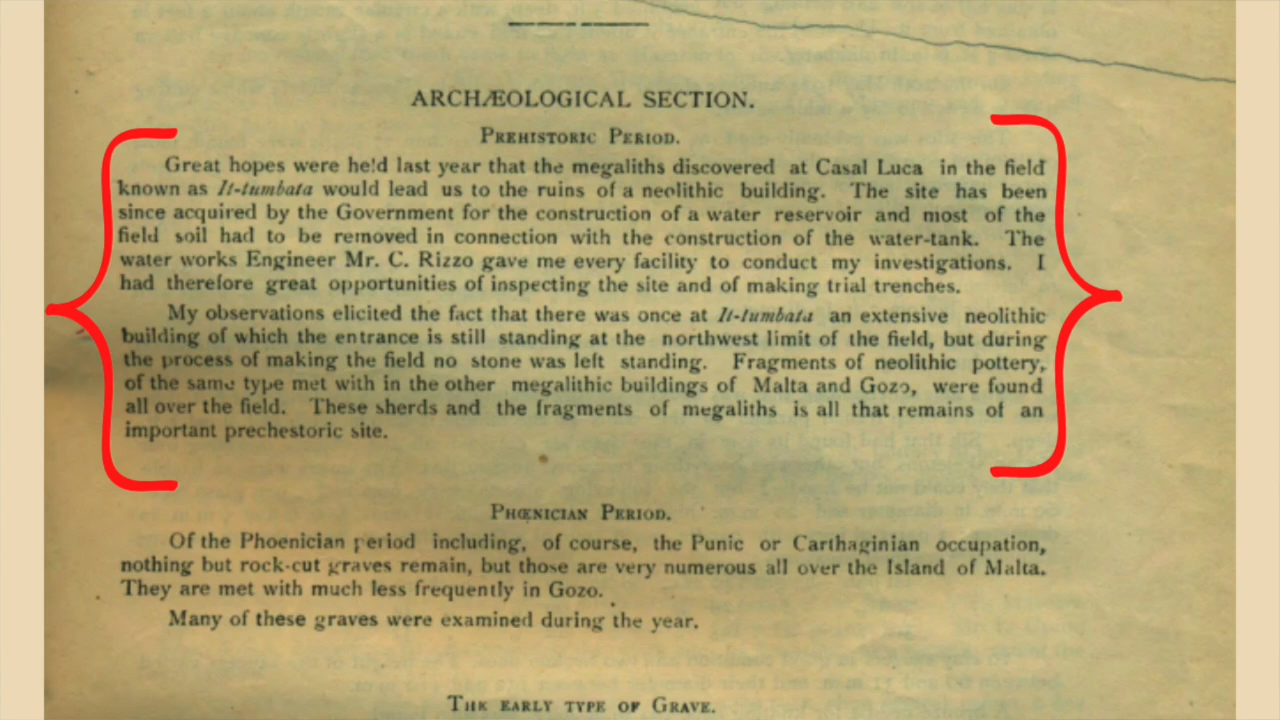 ARCHÆOLOGICAL SECTION.
PREHISTORIC PERIOD.
Great hopes were held last year that the megaliths discovered at Casal Luca in the field
known as It-tumbata would lead us to the ruins of a neolithic building. The site has been
since acquired by the Government for the construction of a water reservoir and most of the
field soil had to be removed in connection with the construction of the water-tank. The
water works Engineer Mr. C. Rizzo gave me every facility to conduct my investigations. I
had therefore great opportunities of inspecting the site and of making trial trenches.
My observations elicited the fact that there was once at It-tumbata an extensive neolithic
building of which the entrance is still standing at the northwest limit of the field, but during
the process of making the field no stone was left standing. Fragments of neolithic pottery,
of the same type met with in the other megalithic buildings of Malta and Gozo, were found
all over the field. These sherds and the fragments of megaliths is all that remains of an
important prechestoric site.
PHŒNICIAN PERIOD.
Of the Phoenician period including, of course, the Punic or Carthaginian occupation,
nothing but rock-cut graves remain, but those are very numerous all over the Island of Malta.
They are met with much less frequently in Gozo.
Many of these graves were examined during the year.
THE EARLY TYPE OF GRAVE.